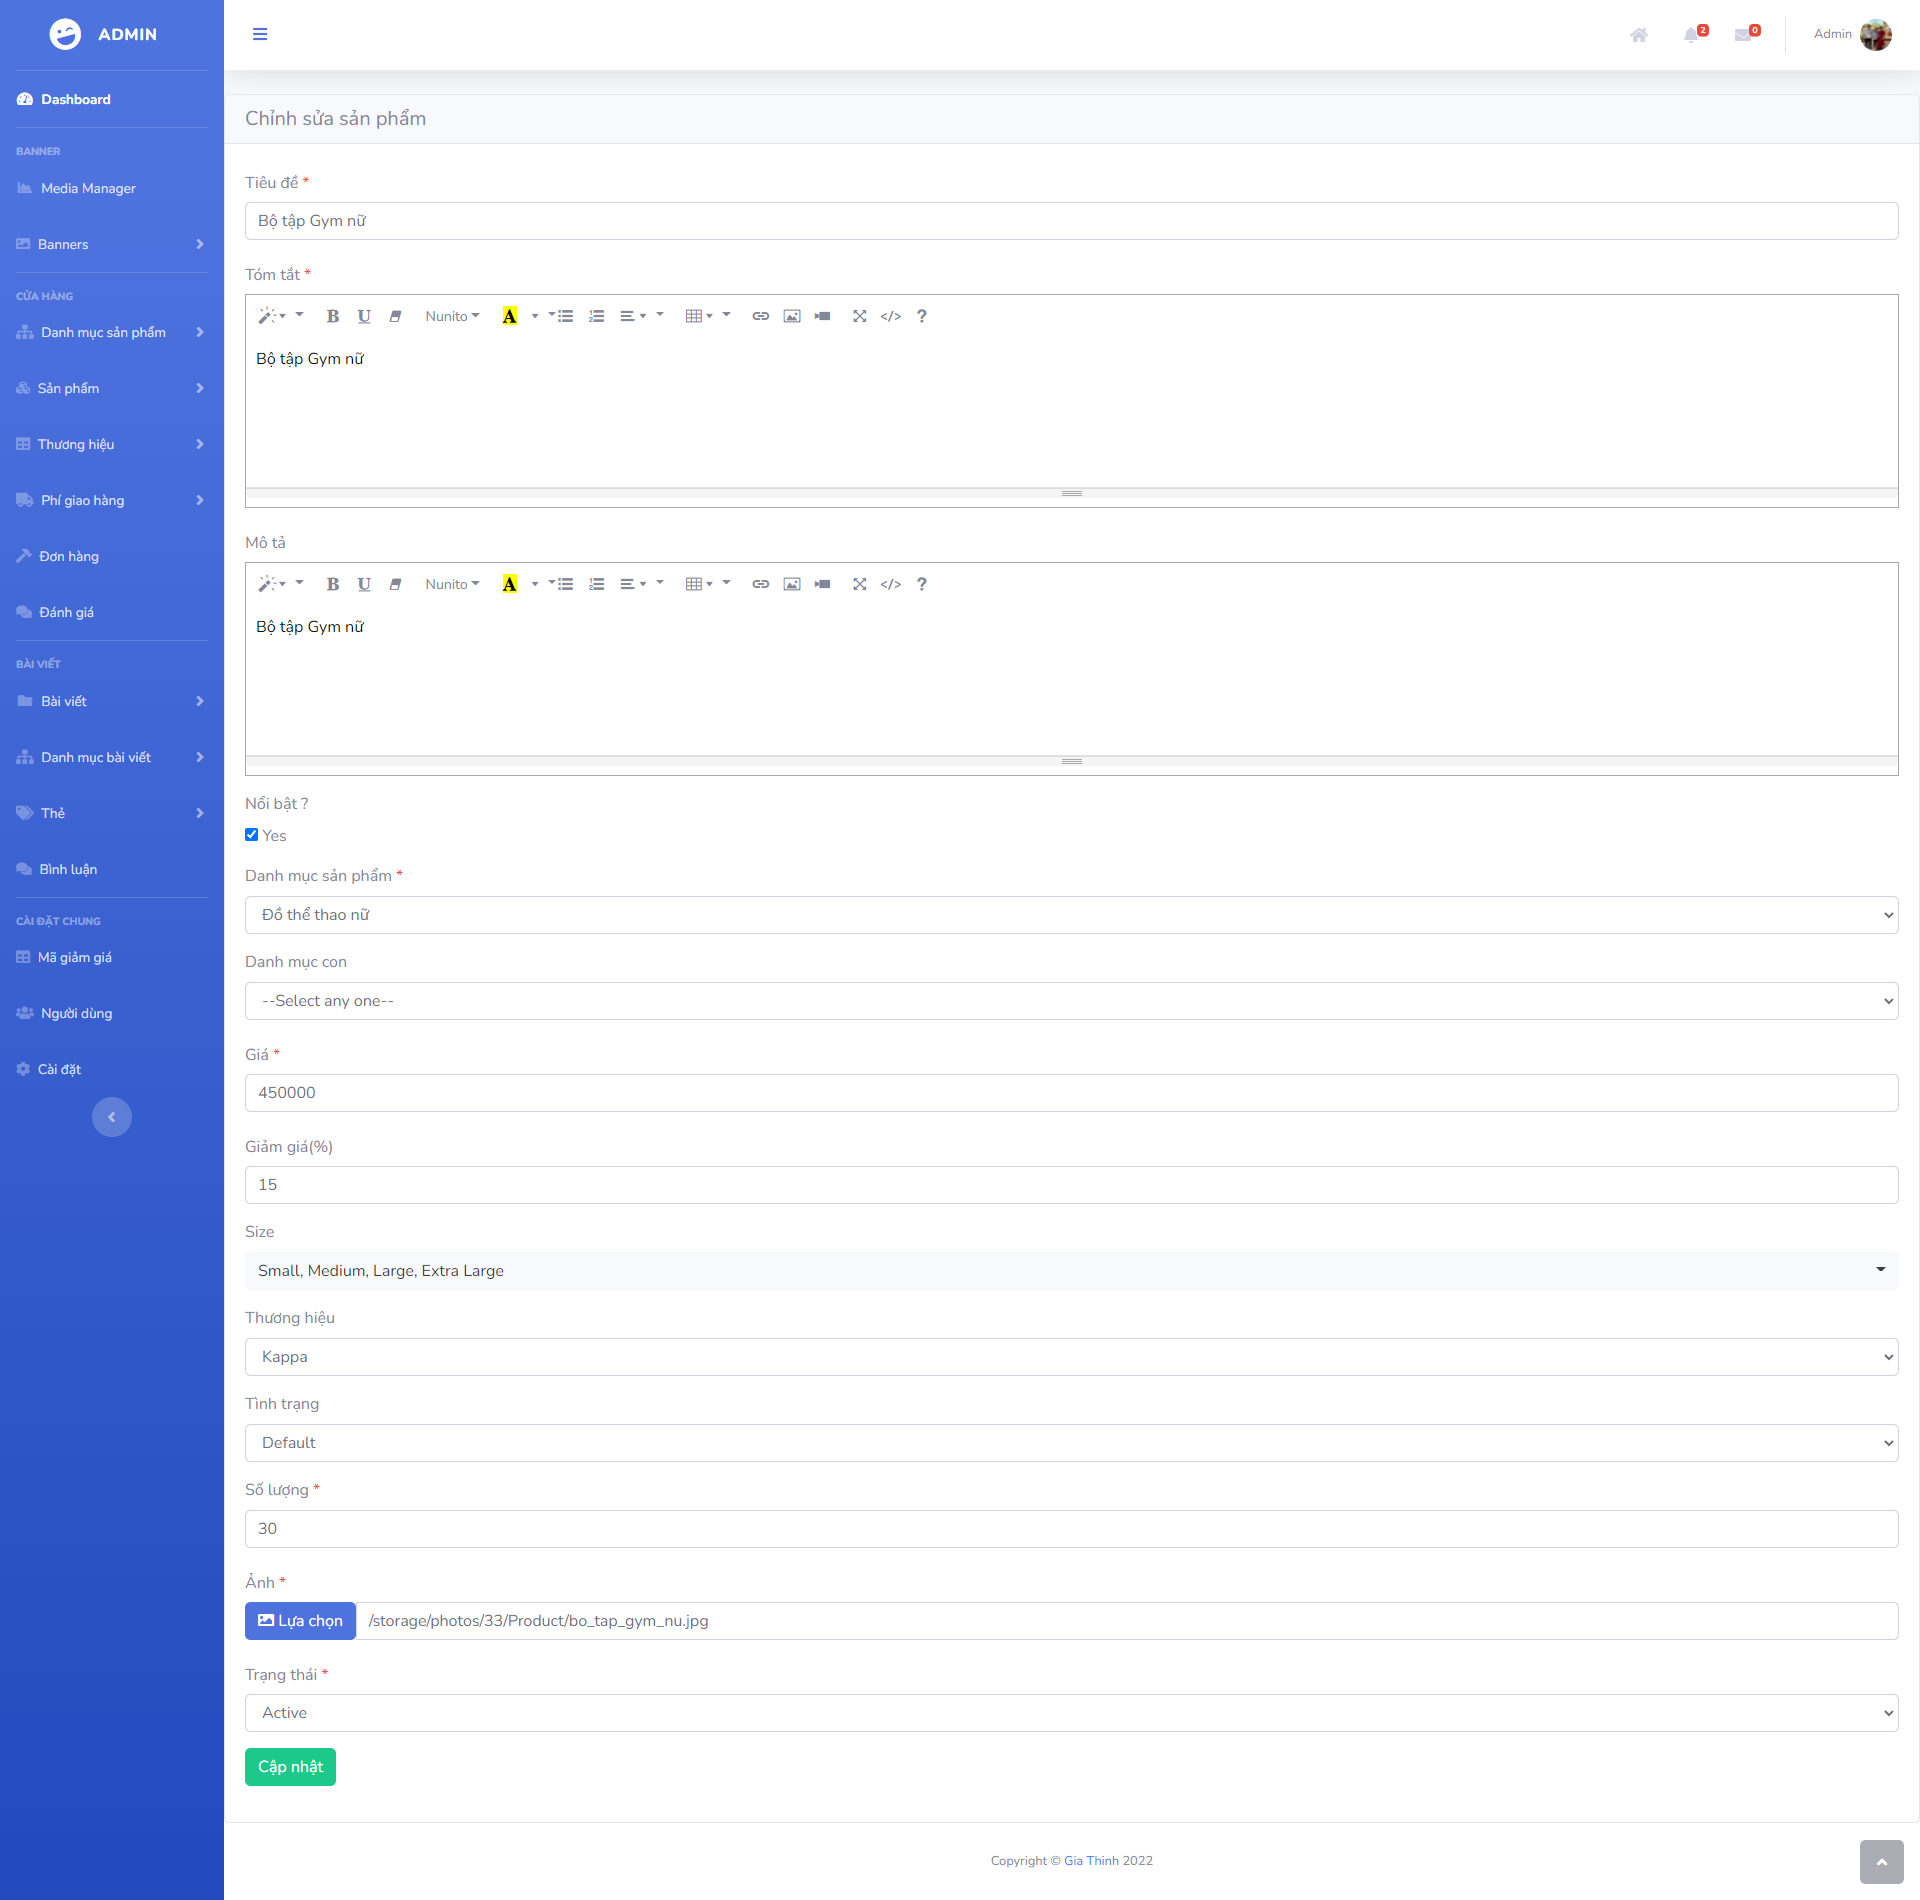 ADMIN
Dashboard
BANNER
Media Manager
Banners
CỬA HÀNG
Danh mục sản phẩm
Sản phẩm
Thương hiệu
Phí giao hàng
Đơn hàng
Đánh giá
BÀI VIẾT
Bài viết
Danh mục bài viết
Thẻ
Bình luận
CÀI ĐẶT CHUNG
Mã giảm giá
Người dùng
Cài đặt
2
0
Admin
Chỉnh sửa sản phẩm
Tiêu đề *
Bộ tập Gym nữ
Tóm tắt *
B U Nunito A </> ?
Bộ tập Gym nữ
Mô tả
B U Nunito A </> ?
Bộ tập Gym nữ
Nổi bật ?
Yes
Danh mục sản phẩm *
Đồ thể thao nữ
Danh mục con
--Select any one--
Giá *
450000
Giảm giá(%)
15
Size
Small, Medium, Large, Extra Large
Thương hiệu
Kappa
Tình trạng
Default
Số lượng *
30
Ảnh *
Lựa chọn /storage/photos/33/Product/bo_tap_gym_nu.jpg
Trạng thái *
Active
Cập nhật
Copyright © Gia Thinh 2022